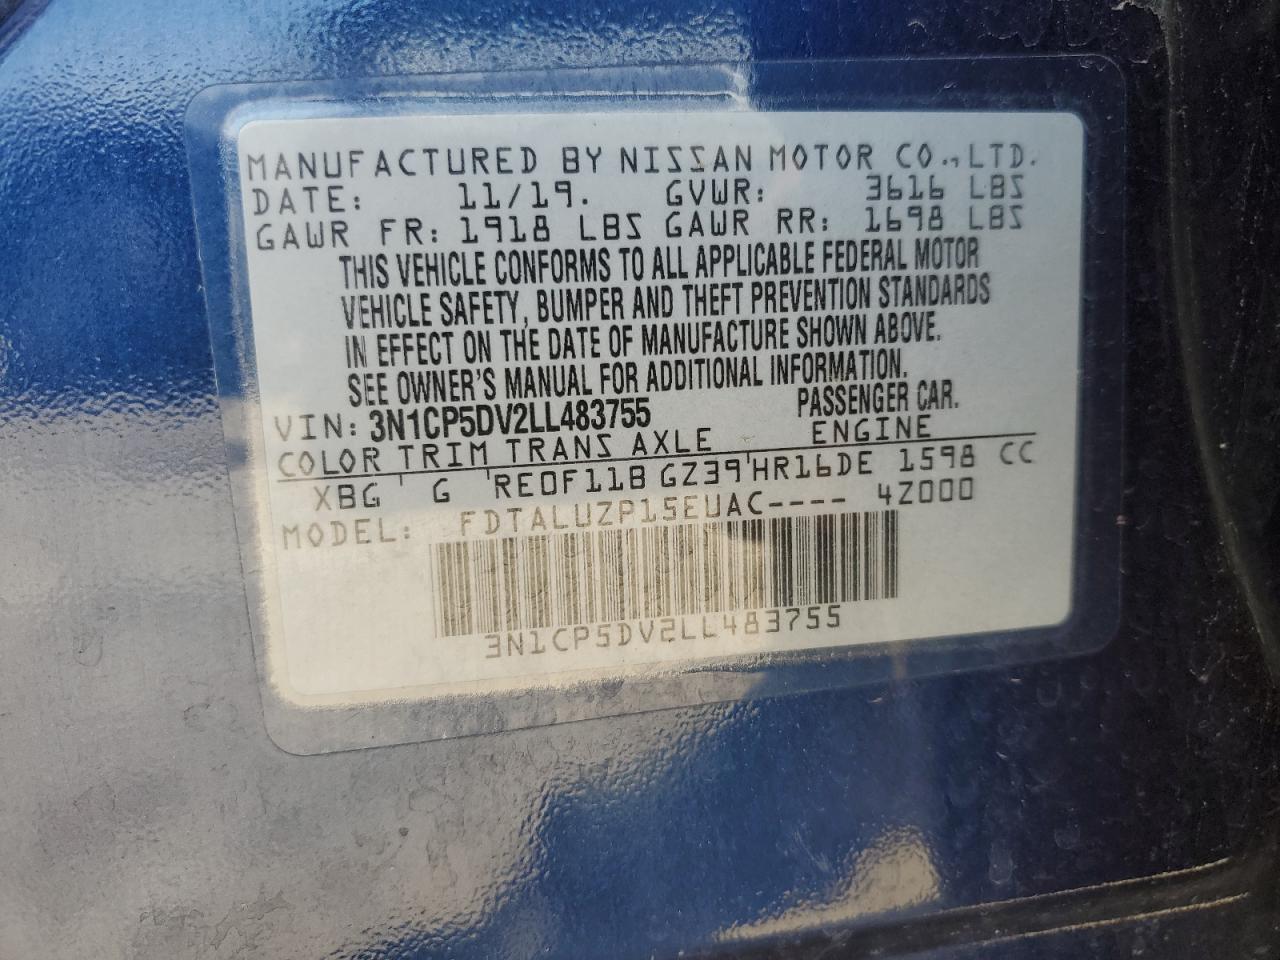 MANUFACTURED BY NISSAN MOTOR CO.,LTD.
DATE: 11/19. GVWR: 3616 LBS
GAWR FR: 1918 LBS GAWR RR: 1698 LBS
THIS VEHICLE CONFORMS TO ALL APPLICABLE FEDERAL MOTOR
VEHICLE SAFETY, BUMPER AND THEFT PREVENTION STANDARDS
IN EFFECT ON THE DATE OF MANUFACTURE SHOWN ABOVE.
SEE OWNER'S MANUAL FOR ADDITIONAL INFORMATION.
VIN: 3N1CP5DV2LL483755 PASSENGER CAR.
COLOR TRIM TRANS AXLE ENGINE
XBG G RE0F11B GZ39 HR16DE 1598 CC
MODEL: FDTALUZP15EUAC---- 4Z000
3N1CP5DV2LL483755